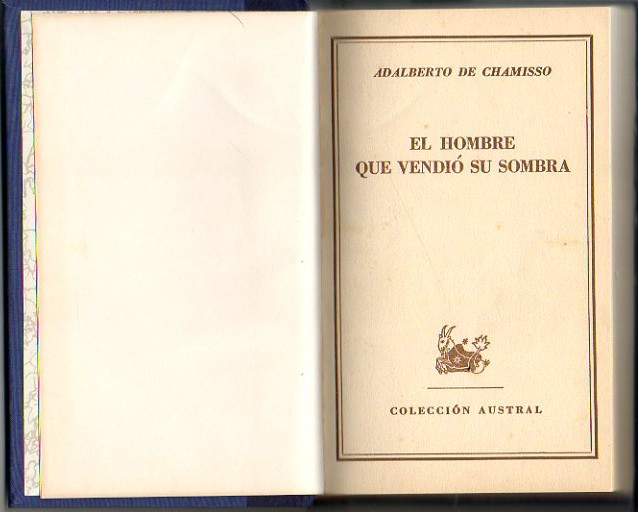 ADALBERTO DE CHAMISSO
EL HOMBRE
QUE VENDIÓ SU SOMBRA
COLECCIÓN AUSTRAL